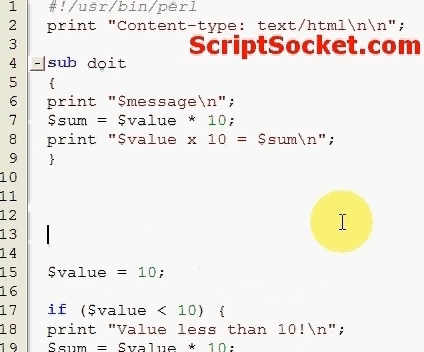 1 #!/usr/bin/perl
2 print "Content-type: text/html\n\n";
3 ScriptSocket.com
4 sub doit
5 {
6 print "$message\n";
7 $sum = $value * 10;
8 print "$value x 10 = $sum\n";
9 }
10
11
12
13
14
15 $value = 10;
16
17 if ($value < 10) {
18 print "Value less than 10!\n";
19 $sum = $value * 10;